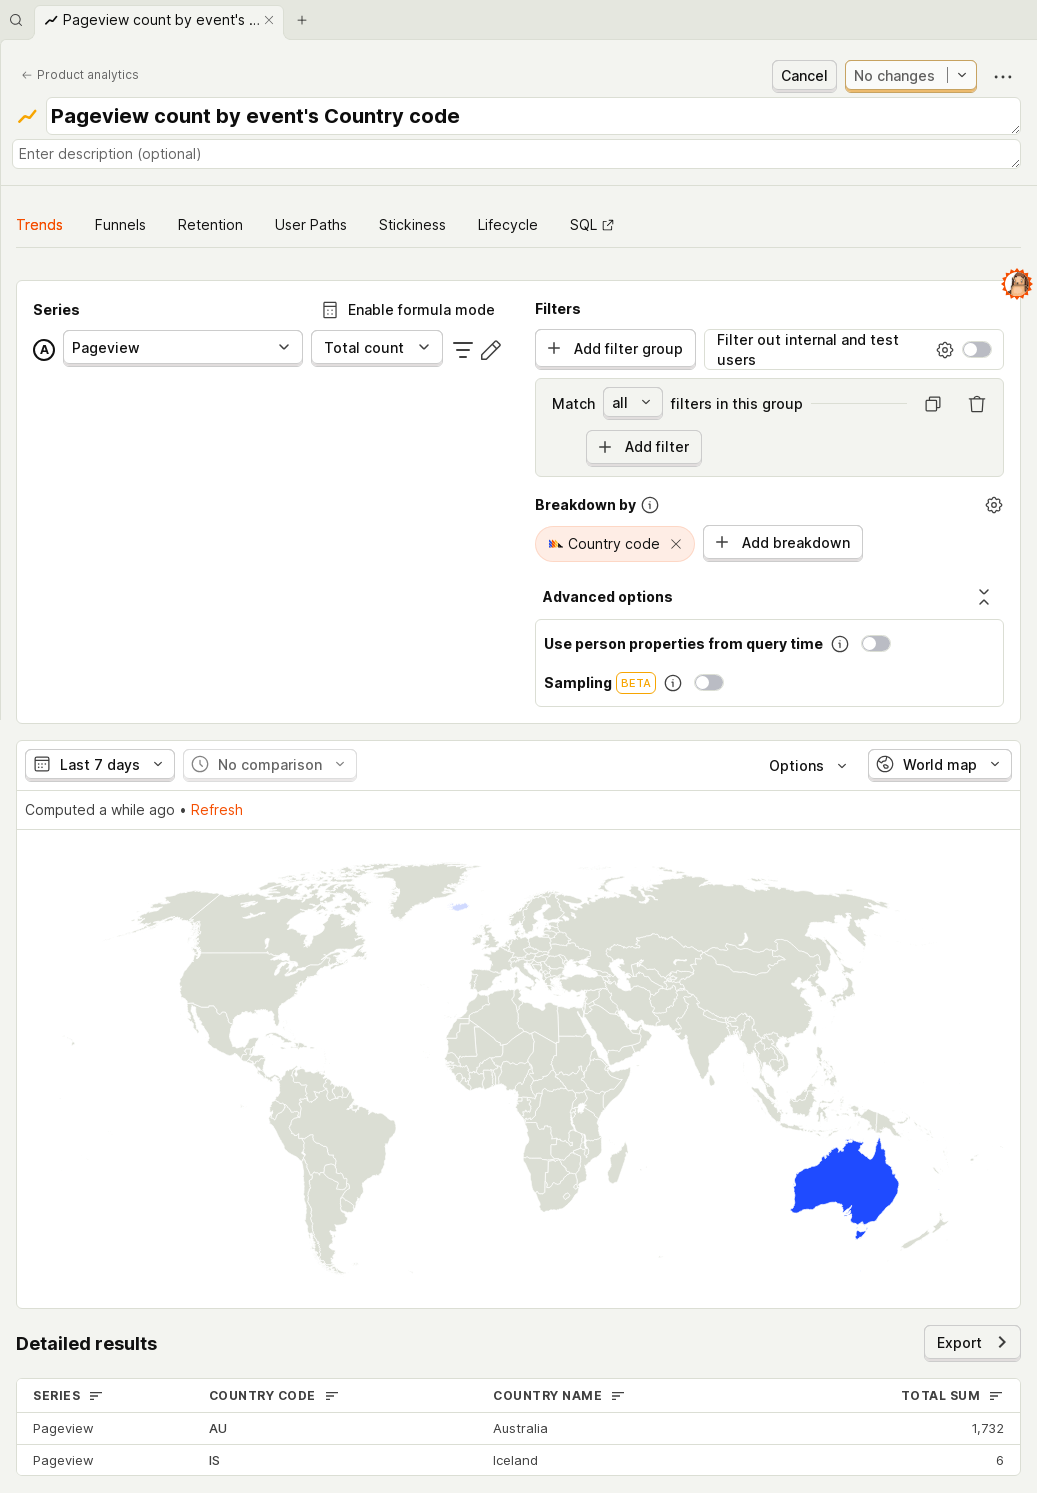 Pageview count by event's ...
Product analytics
Cancel
No changes
Pageview count by event's Country code
Enter description (optional)
Trends
Funnels
Retention
User Paths
Stickiness
Lifecycle
SQL
Series
Enable formula mode
A
Pageview
Total count
Filters
Add filter group
Filter out internal and test
users
Match
all
filters in this group
Add filter
Breakdown by
Country code
Add breakdown
Advanced options
Use person properties from query time
Sampling BETA
Last 7 days
No comparison
Options
World map
Computed a while ago • Refresh
Detailed results
Export
SERIES
COUNTRY CODE
COUNTRY NAME
TOTAL SUM
Pageview
AU
Australia
1,732
Pageview
IS
Iceland
6